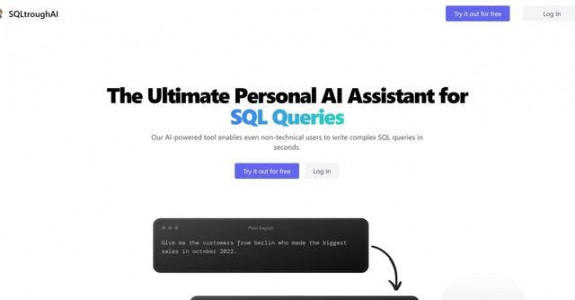 SQLtroughAI
Try it out for free
Log In
The Ultimate Personal AI Assistant for
SQL Queries
Our AI-powered tool enables even non-technical users to write complex SQL queries in
seconds.
Try it out for free
Log In
Plain English
Give me the customers from berlin who made the biggest
sales in october 2022.